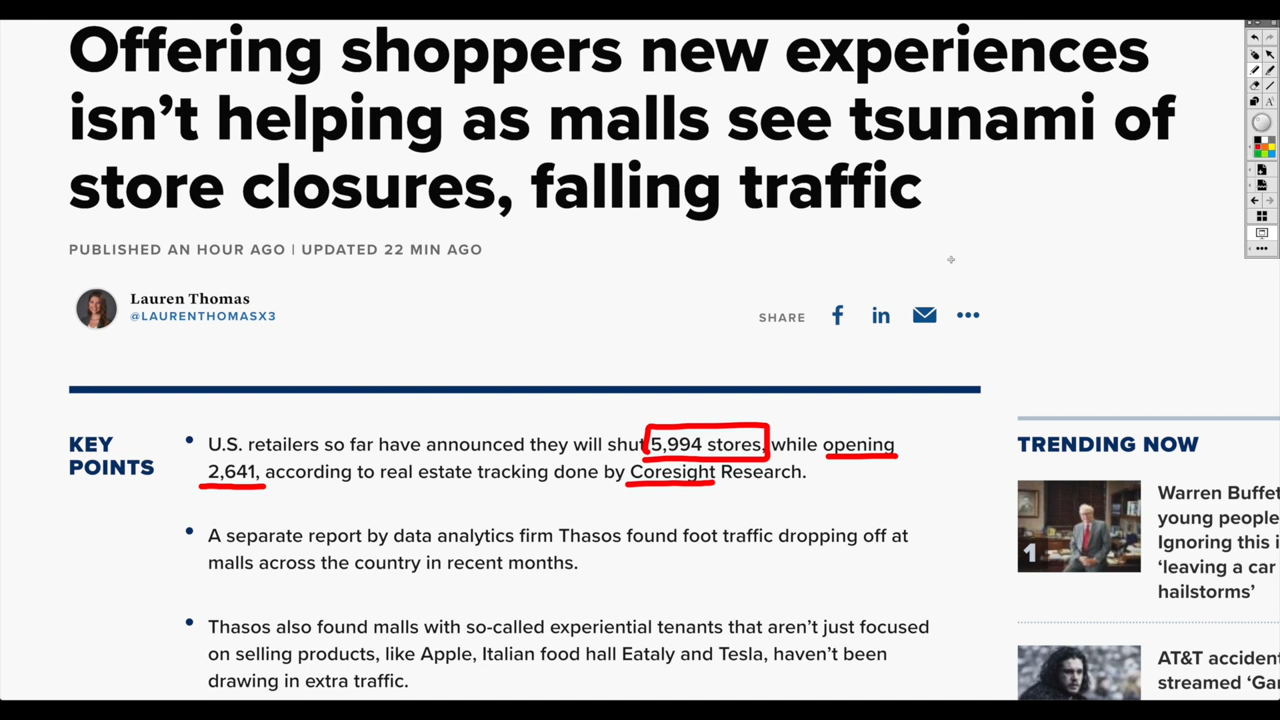 Offering shoppers new experiences
isn’t helping as malls see tsunami of
store closures, falling traffic
PUBLISHED AN HOUR AGO | UPDATED 22 MIN AGO
Lauren Thomas
@LAURENTHOMASX3
SHARE
KEY
POINTS
• U.S. retailers so far have announced they will shut 5,994 stores, while opening
2,641, according to real estate tracking done by Coresight Research.
• A separate report by data analytics firm Thasos found foot traffic dropping off at
malls across the country in recent months.
• Thasos also found malls with so-called experiential tenants that aren’t just focused
on selling products, like Apple, Italian food hall Eataly and Tesla, haven’t been
drawing in extra traffic.
TRENDING NOW
1
Warren Buffet
young people
Ignoring this i
‘leaving a car
hailstorms’
AT&T acciden
streamed ‘Ga